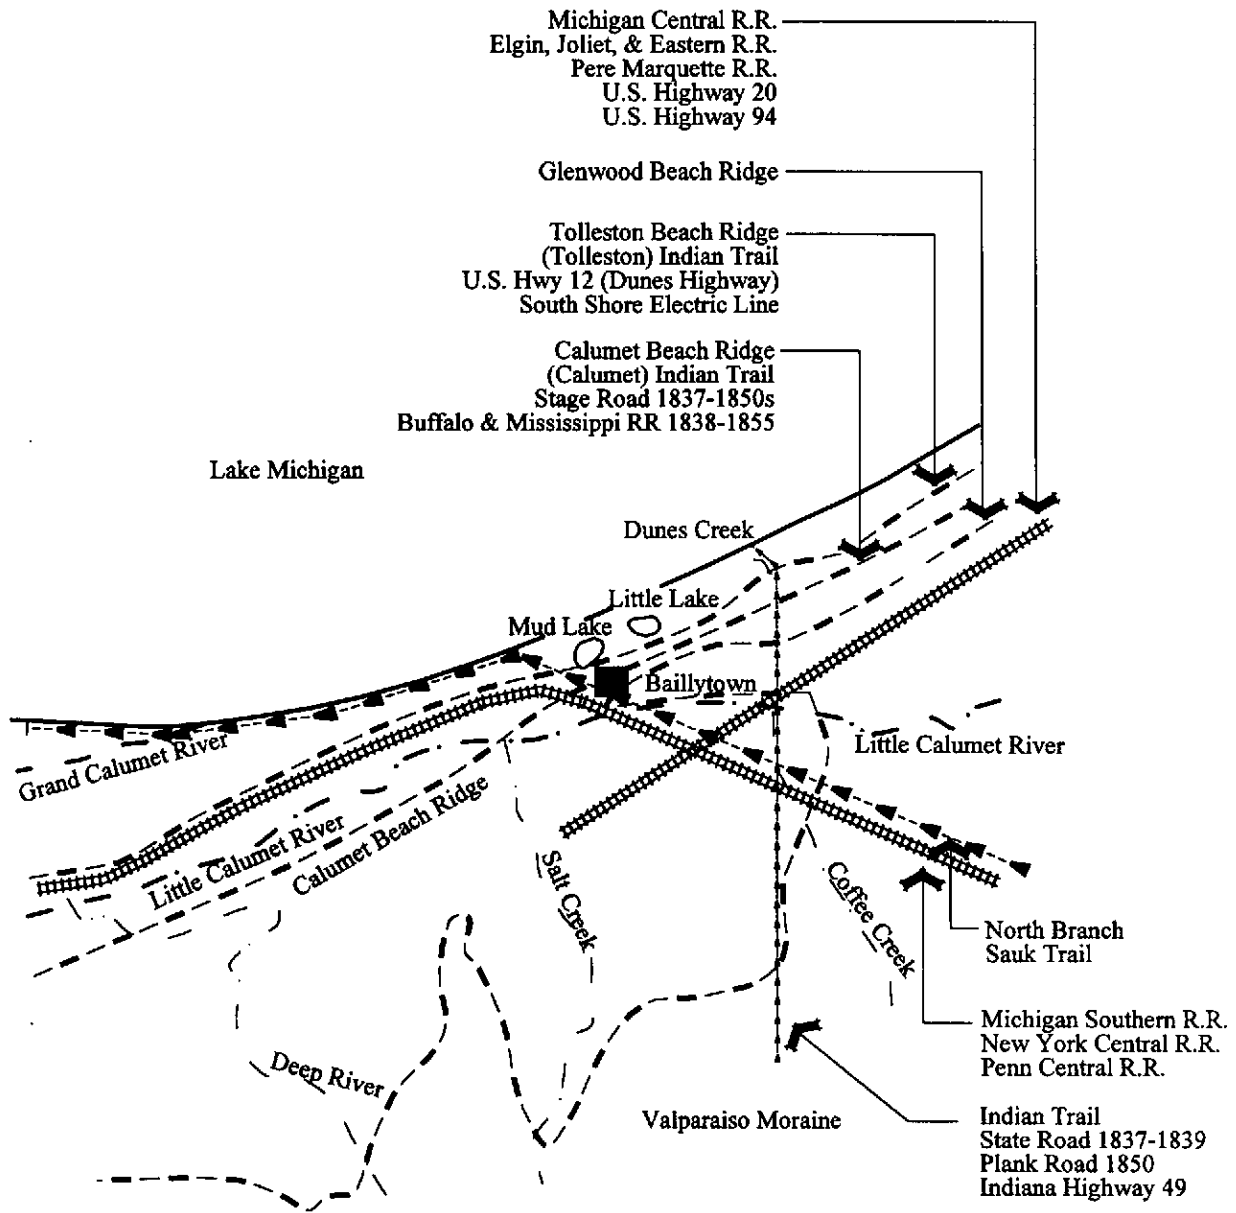 Michigan Central R.R.
Elgin, Joliet, & Eastern R.R.
Pere Marquette R.R.
U.S. Highway 20
U.S. Highway 94
Glenwood Beach Ridge
Tolleston Beach Ridge
(Tolleston) Indian Trail
U.S. Hwy 12 (Dunes Highway)
South Shore Electric Line
Calumet Beach Ridge
(Calumet) Indian Trail
Stage Road 1837-1850s
Buffalo & Mississippi RR 1838-1855
Lake Michigan
Dunes Creek
Little Lake
Mud Lake
Baillytown
Little Calumet River
Grand Calumet River
Little Calumet River
Calumet Beach Ridge
Salt Creek
Coffee Creek
North Branch
Sauk Trail
Michigan Southern R.R.
New York Central R.R.
Penn Central R.R.
Deep River
Valparaiso Moraine
Indian Trail
State Road 1837-1839
Plank Road 1850
Indiana Highway 49